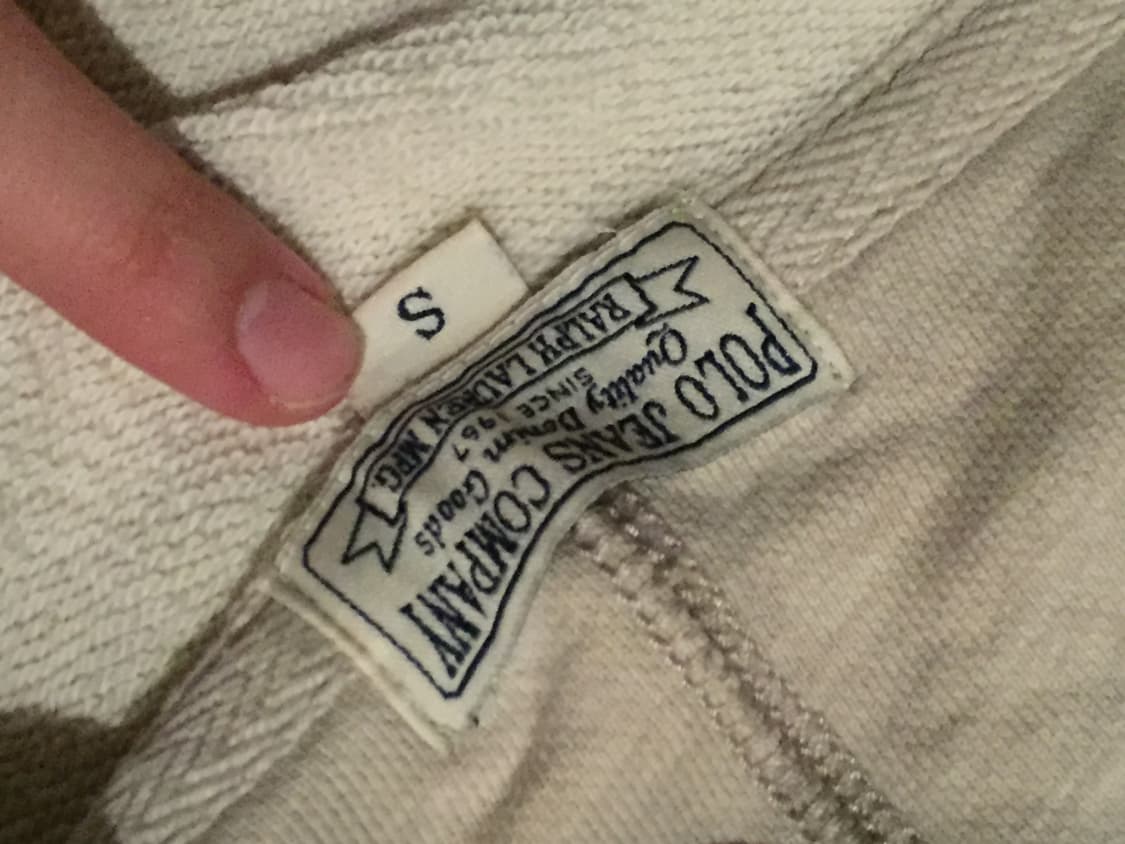 POLO JEANS COMPANY
Quality Denim Goods
SINCE 1967
RALPH LAUREN MFG.
S